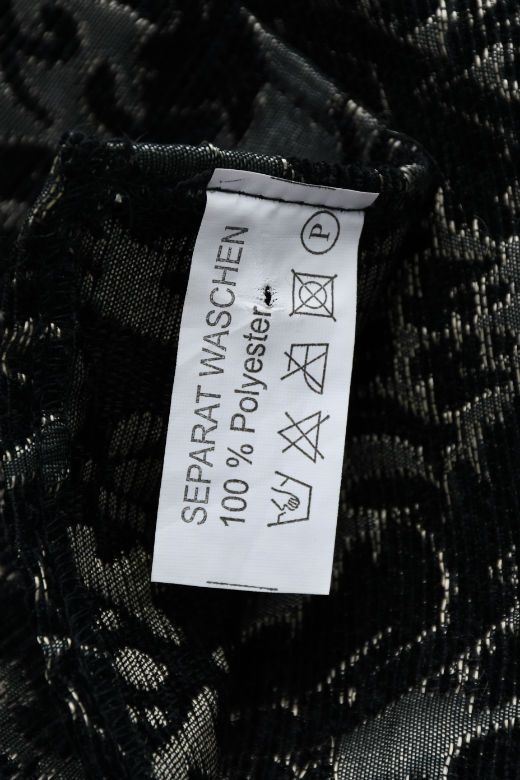 SEPARAT WASCHEN
100 % Polyester
P